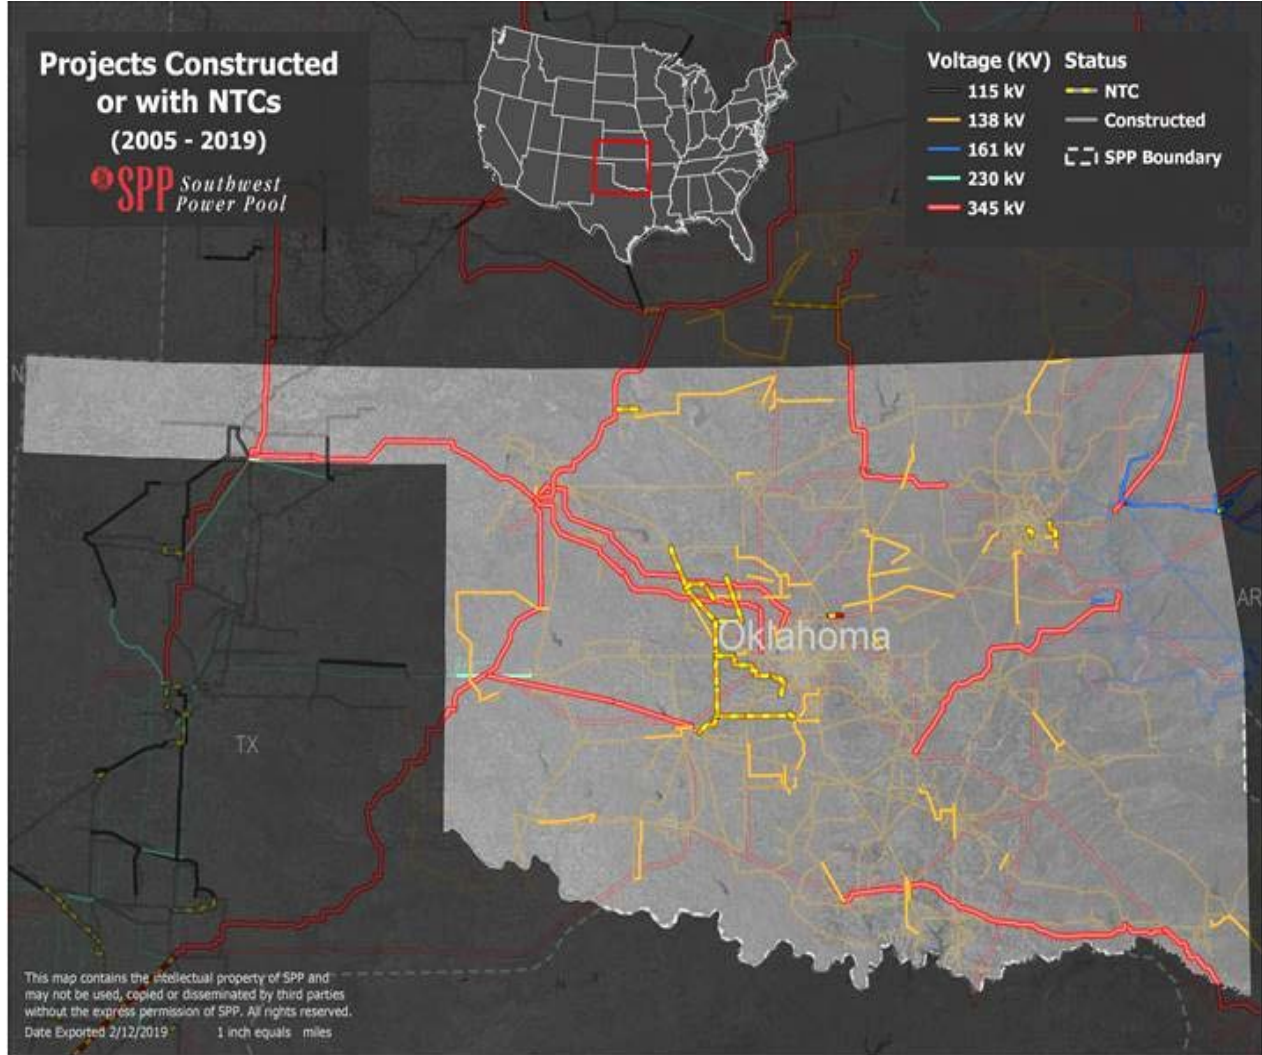 Projects Constructed
or with NTCs
(2005 - 2019)
SPP Southwest
Power Pool
Voltage (KV) Status
115 kV NTC
138 kV Constructed
161 kV SPP Boundary
230 kV
345 kV
MO
AR
Oklahoma
TX
This map contains the intellectual property of SPP and
may not be used, copied or disseminated by third parties
without the express permission of SPP. All rights reserved.
Date Exported 2/12/2019 1 inch equals miles